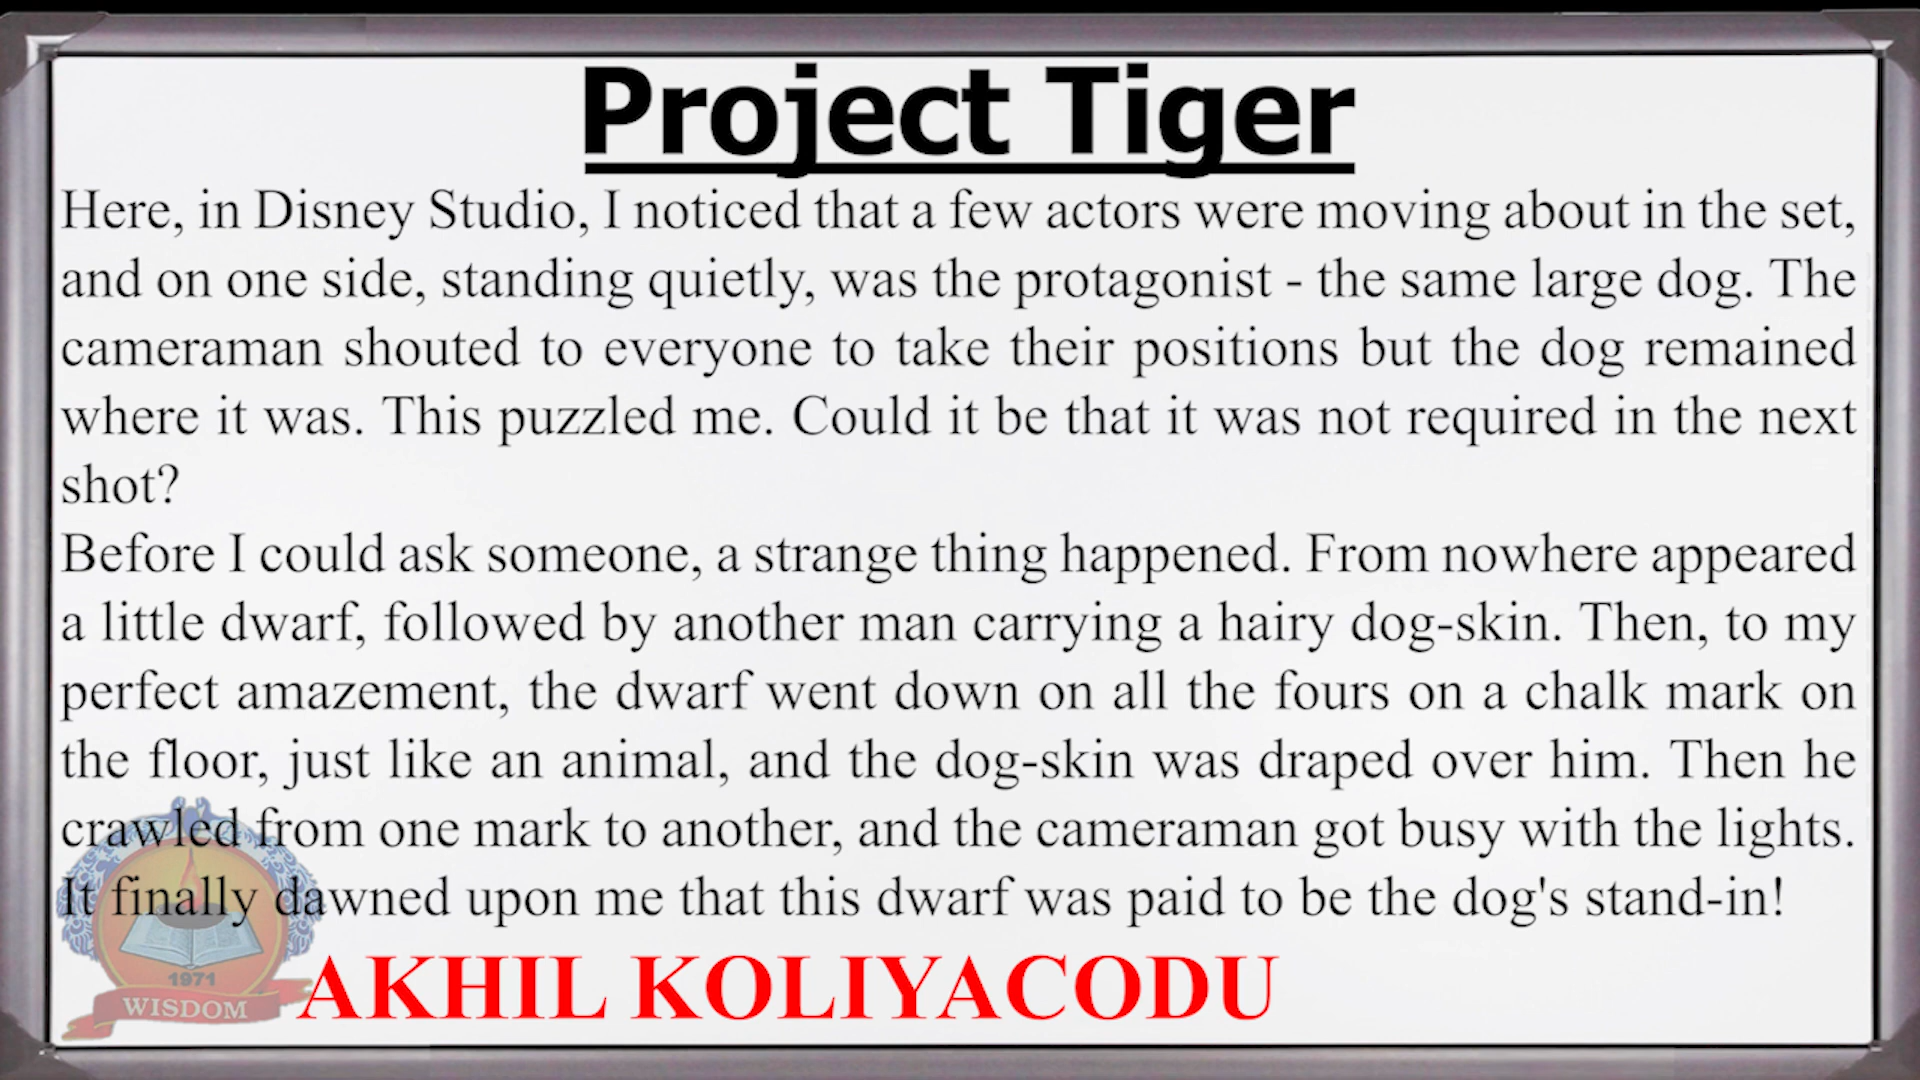 Project Tiger
Here, in Disney Studio, I noticed that a few actors were moving about in the set,
and on one side, standing quietly, was the protagonist - the same large dog. The
cameraman shouted to everyone to take their positions but the dog remained
where it was. This puzzled me. Could it be that it was not required in the next
shot?
Before I could ask someone, a strange thing happened. From nowhere appeared
a little dwarf, followed by another man carrying a hairy dog-skin. Then, to my
perfect amazement, the dwarf went down on all the fours on a chalk mark on
the floor, just like an animal, and the dog-skin was draped over him. Then he
crawled from one mark to another, and the cameraman got busy with the lights.
It finally dawned upon me that this dwarf was paid to be the dog's stand-in!
1971
WISDOM
AKHIL KOLIYACODU